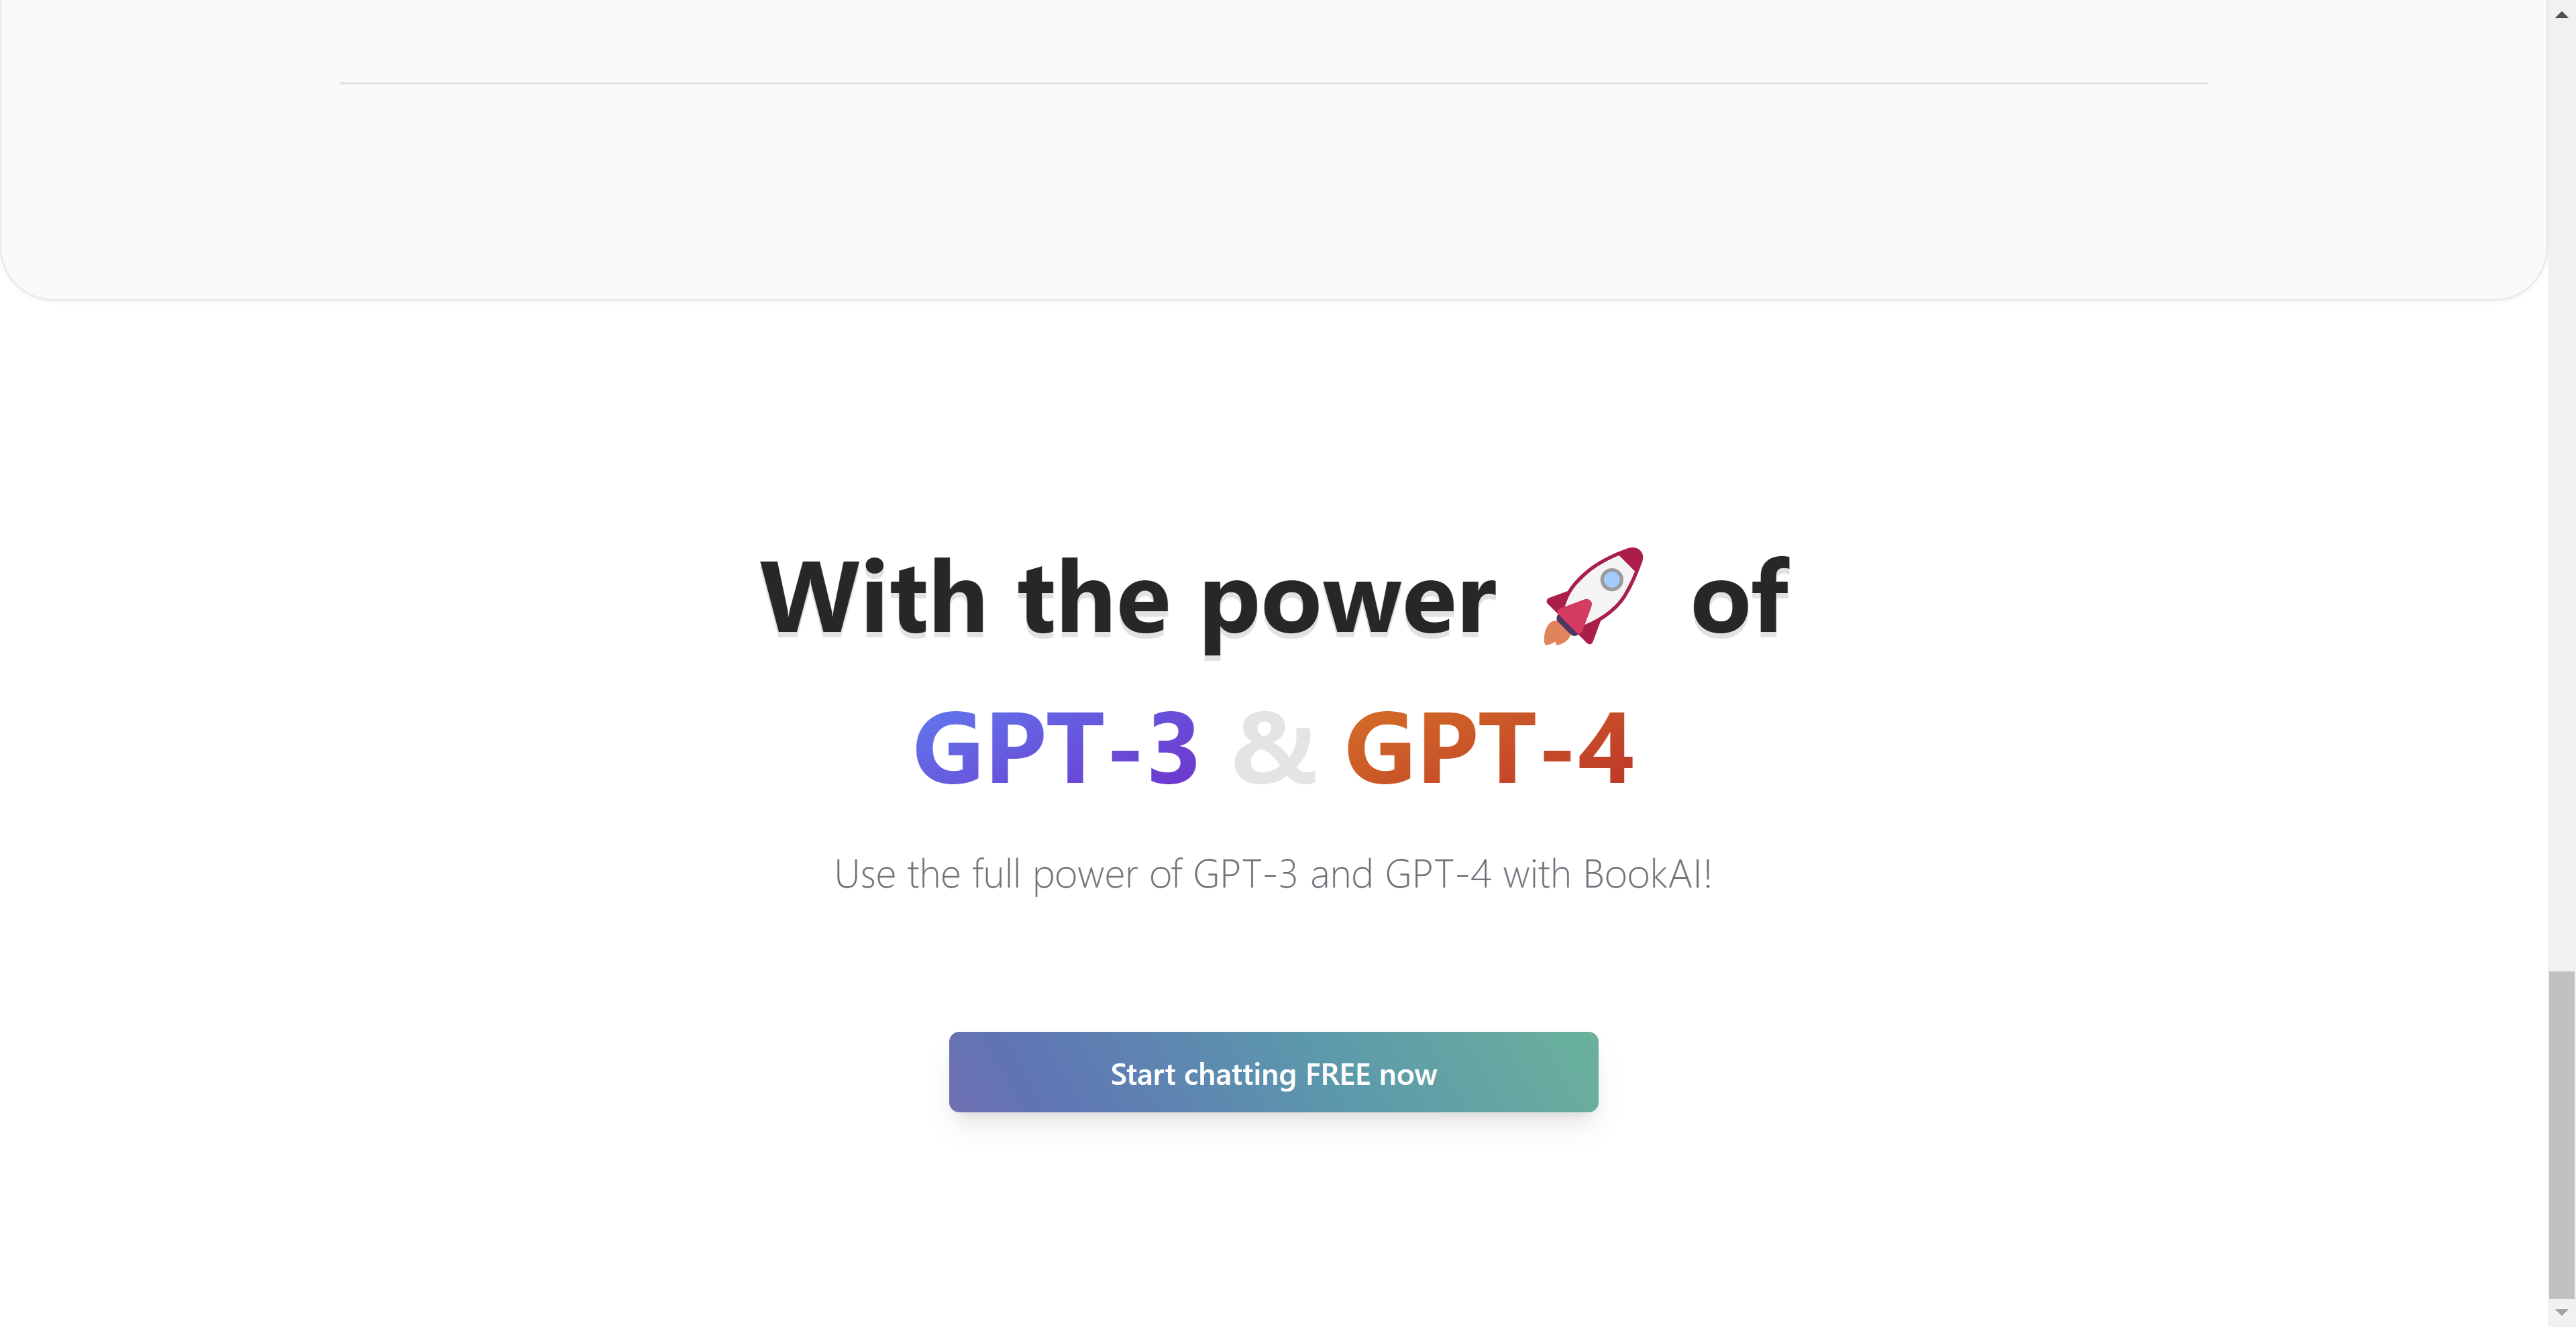 With the power 🚀 of
GPT-3 & GPT-4
Use the full power of GPT-3 and GPT-4 with BookAI!
Start chatting FREE now